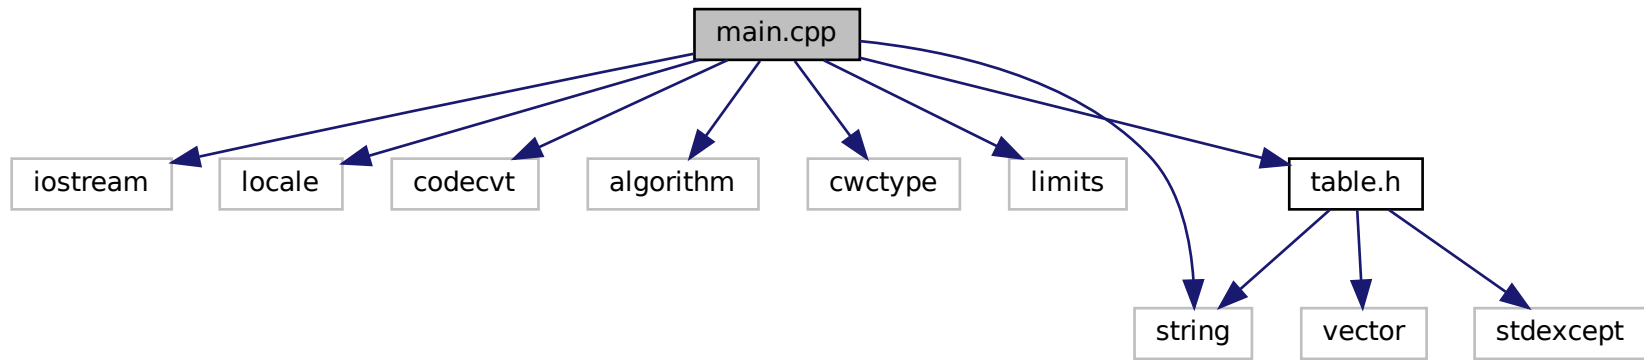 main.cpp
iostream
locale
codecvt
algorithm
cwctype
limits
table.h
string
vector
stdexcept